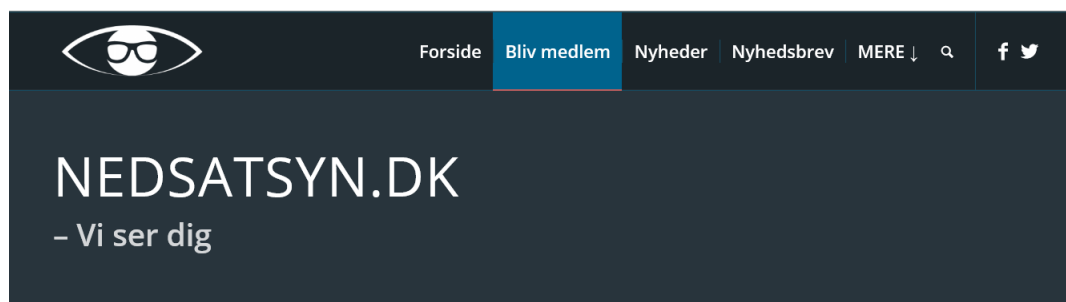 Forside Bliv medlem Nyheder Nyhedsbrev MERE ↓
NEDSATSYN.DK
– Vi ser dig